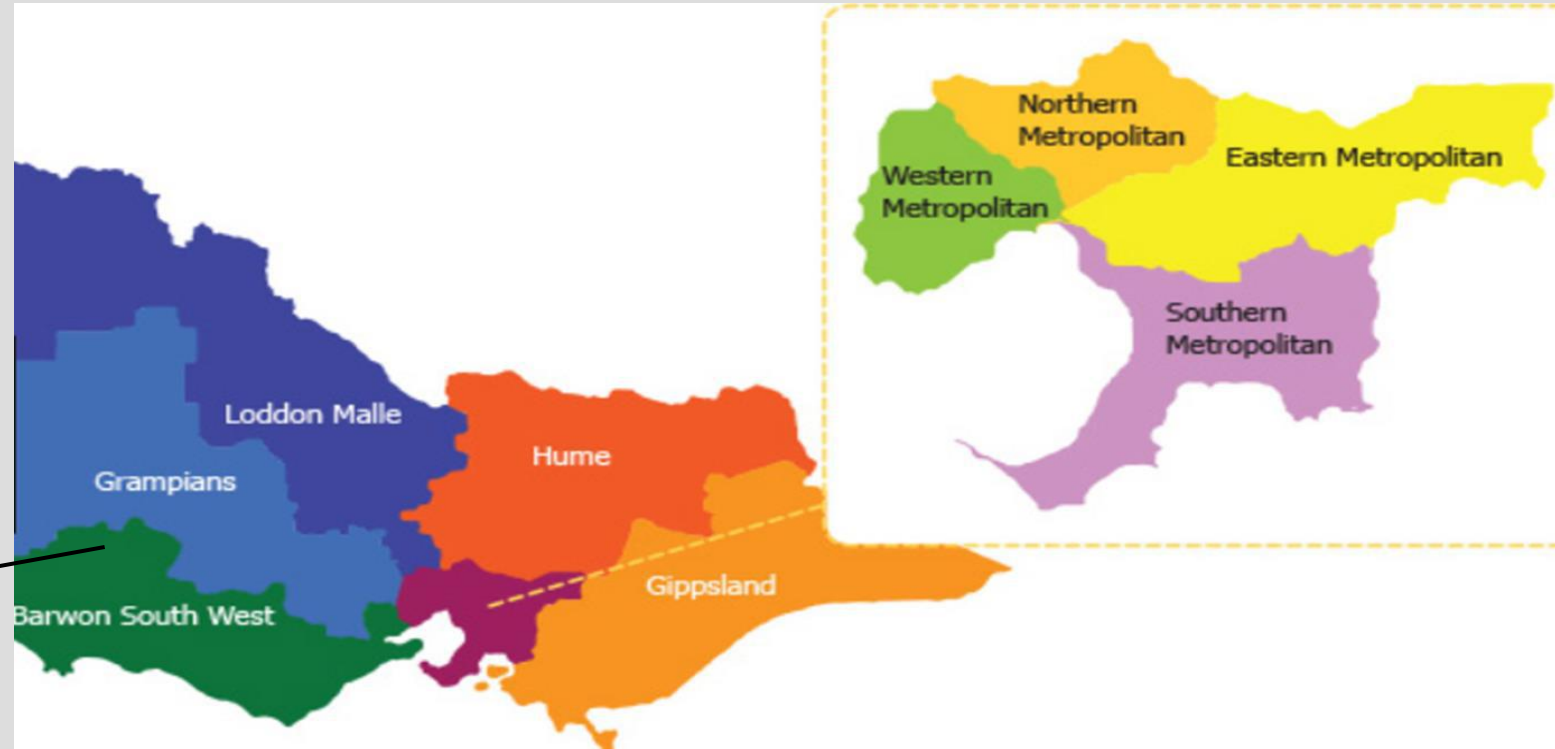 Northern
Metropolitan
Eastern Metropolitan
Western
Metropolitan
Southern
Metropolitan
Loddon Malle
Hume
Grampians
Gippsland
Barwon South West